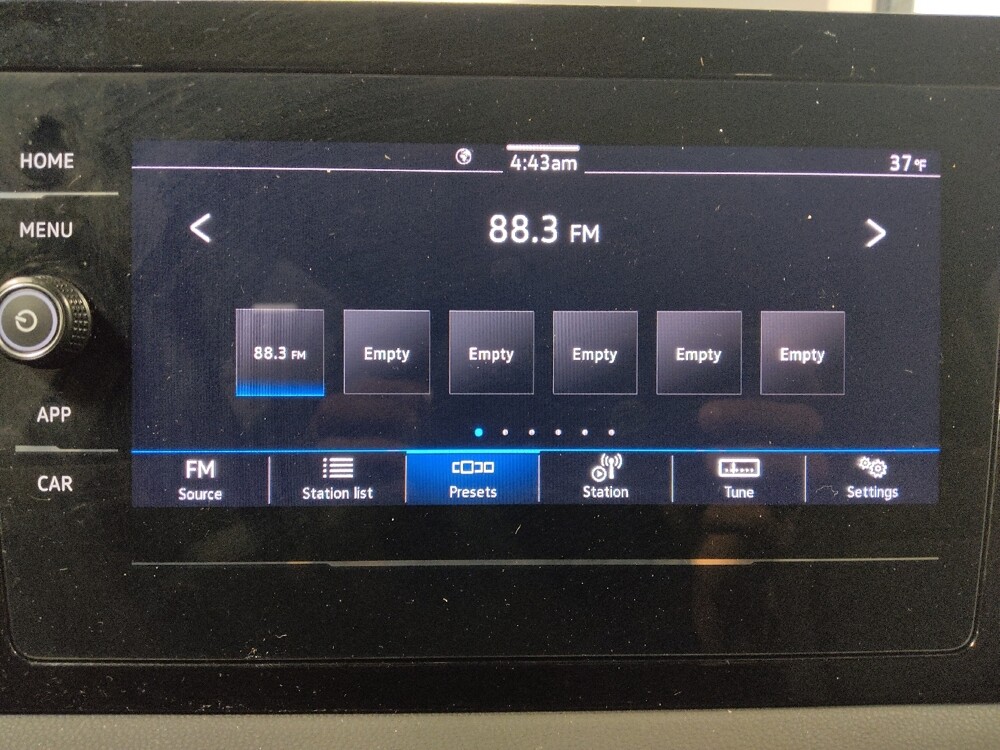 HOME
4:43am
37°F
MENU
88.3 FM
88.3 FM
Empty
Empty
Empty
Empty
Empty
APP
CAR
FM
Source
Station list
Presets
Station
Tune
Settings